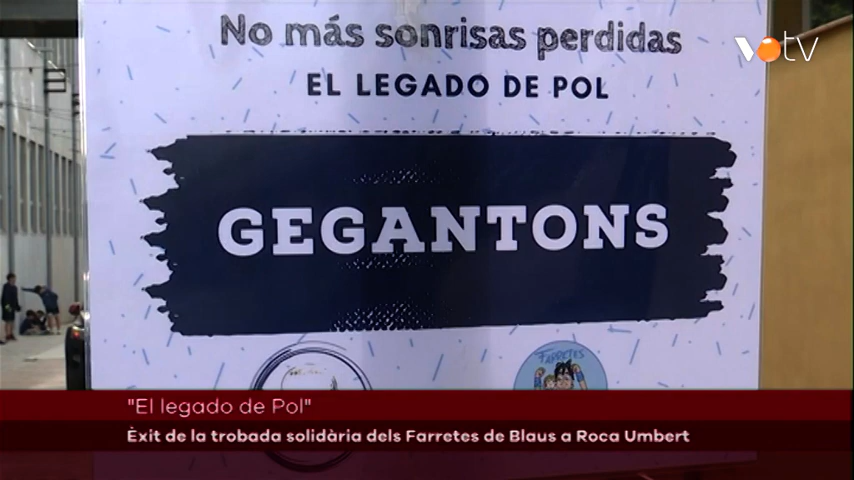 No más sonrisas perdidas
votv
EL LEGADO DE POL
GEGANTONS
FARRETES
"El legado de Pol"
Èxit de la trobada solidària dels Farretes de Blaus a Roca Umbert